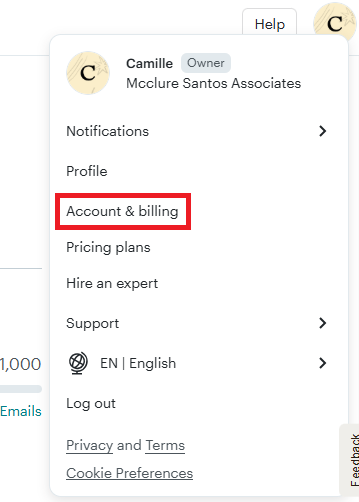 Help
C
C
Camille Owner
Mcclure Santos Associates
Notifications
Profile
Account & billing
Pricing plans
Hire an expert
1,000
Support
EN | English
Emails
Log out
Privacy and Terms
Cookie Preferences
Feedback